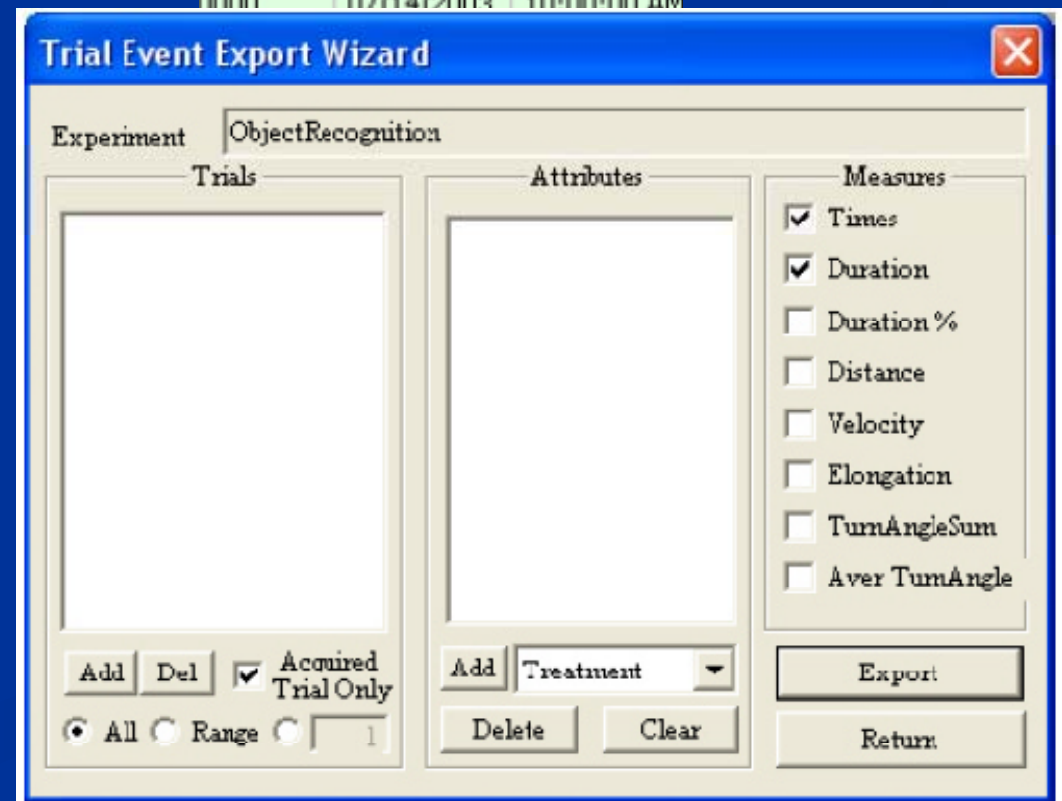 Trial Event Export Wizard
Experiment ObjectRecognition
Trials
Attributes
Measures
Times
Duration
Duration %
Distance
Velocity
Elongation
TurnAngleSum
Aver TurnAngle
Add Del Acquired Trial Only
All Range 1
Add Treatment
Delete Clear
Export
Return